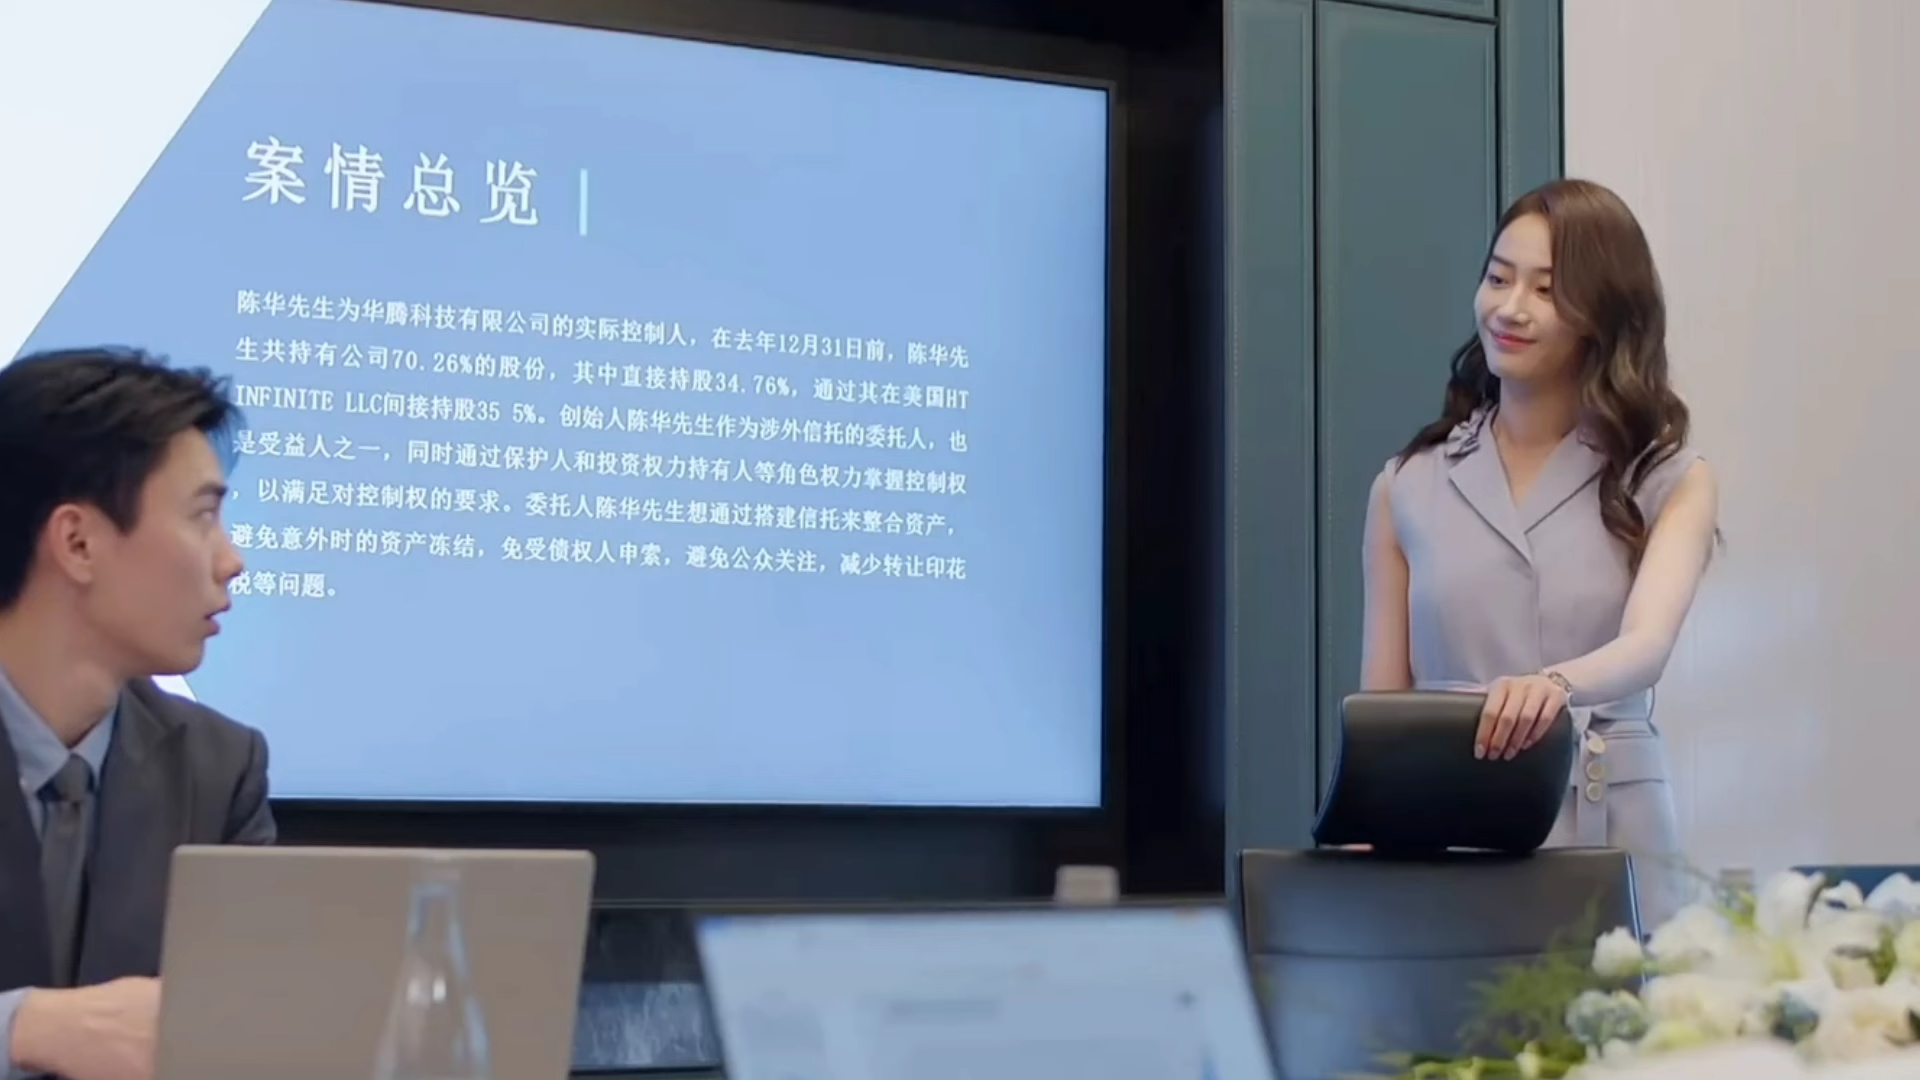 案情总览
陈华先生为华腾科技有限公司的实际控制人，在去年12月31日前，陈华先
生共持有公司70.26%的股份，其中直接持股34.76%，通过其在美国HT
INFINITE LLC间接持股35 5%。创始人陈华先生作为涉外信托的委托人，也
是受益人之一，同时通过保护人和投资权力持有人等角色权力掌握控制权
，以满足对控制权的要求。委托人陈华先生想通过搭建信托来整合资产，
避免意外时的资产冻结，免受债权人申索，避免公众关注，减少转让印花
税等问题。